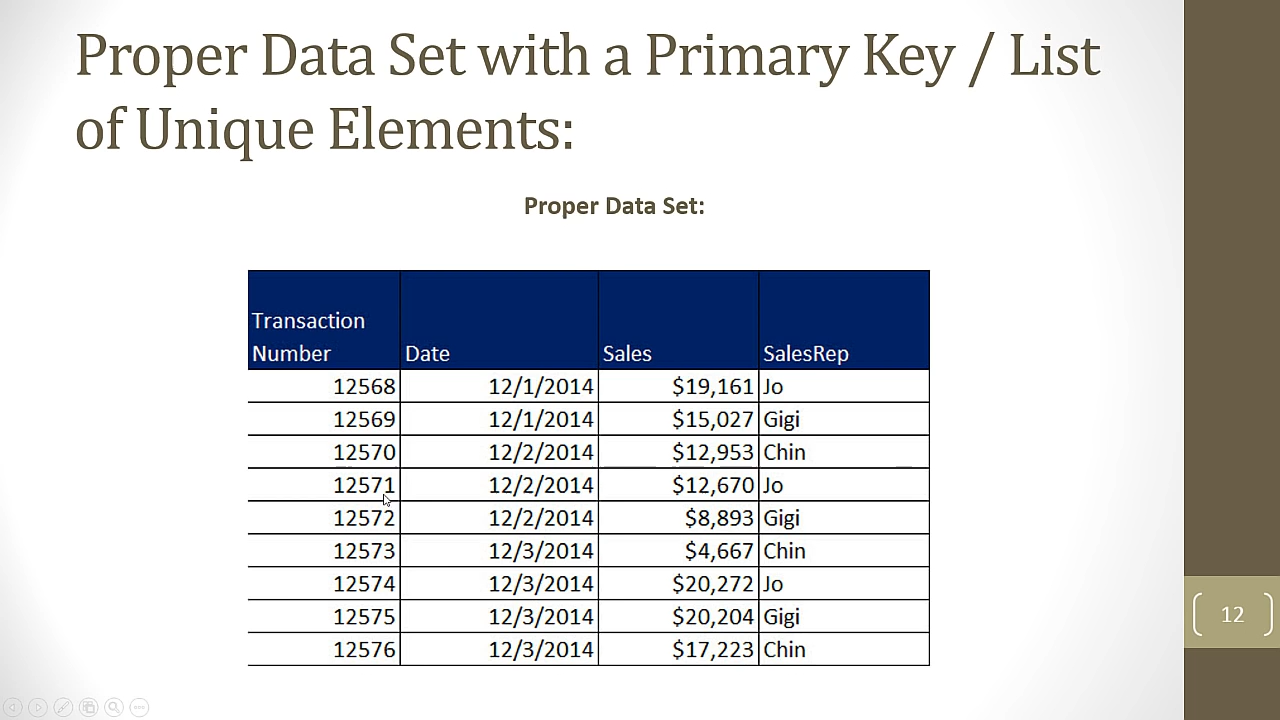 Proper Data Set with a Primary Key / List
of Unique Elements:
Proper Data Set:
Transaction
Number Date Sales SalesRep
12568 12/1/2014 $19,161 Jo
12569 12/1/2014 $15,027 Gigi
12570 12/2/2014 $12,953 Chin
12571 12/2/2014 $12,670 Jo
12572 12/2/2014 $8,893 Gigi
12573 12/3/2014 $4,667 Chin
12574 12/3/2014 $20,272 Jo
12575 12/3/2014 $20,204 Gigi
12576 12/3/2014 $17,223 Chin
12